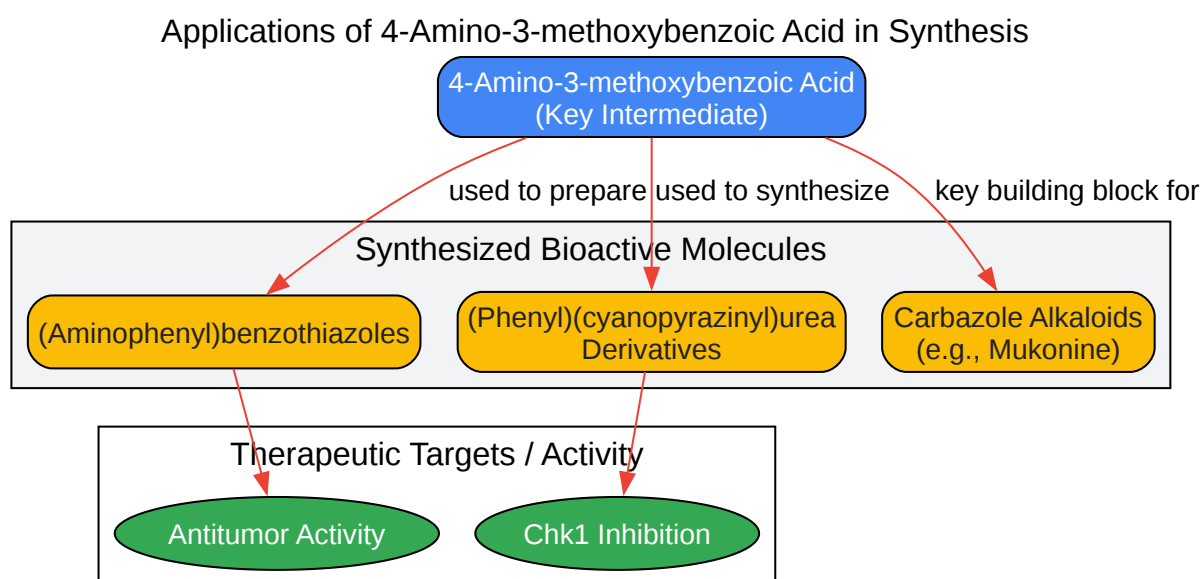 Applications of 4-Amino-3-methoxybenzoic Acid in Synthesis
4-Amino-3-methoxybenzoic Acid
(Key Intermediate)
used to prepare
used to synthesize
key building block for
Synthesized Bioactive Molecules
(Aminophenyl)benzothiazoles
(Phenyl)(cyanopyrazinyl)urea
Derivatives
Carbazole Alkaloids
(e.g., Mukonine)
Therapeutic Targets / Activity
Antitumor Activity
Chk1 Inhibition